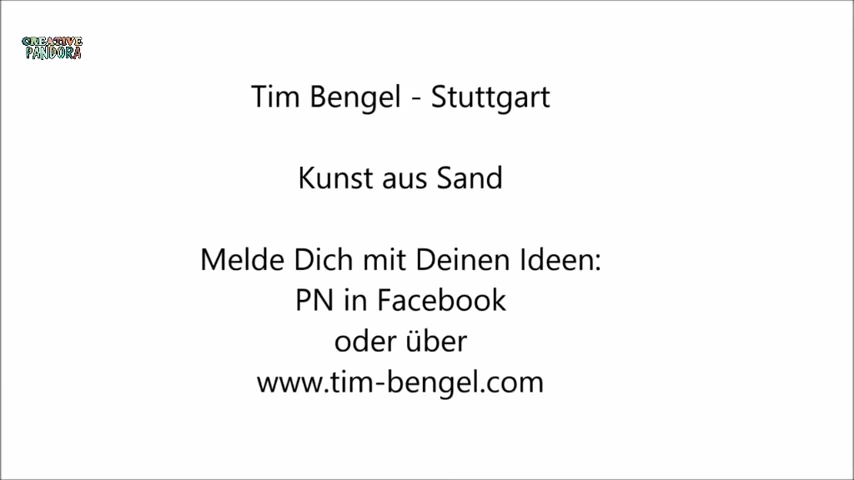 CREATIVE
PANDORA
Tim Bengel - Stuttgart
Kunst aus Sand
Melde Dich mit Deinen Ideen:
PN in Facebook
oder über
www.tim-bengel.com